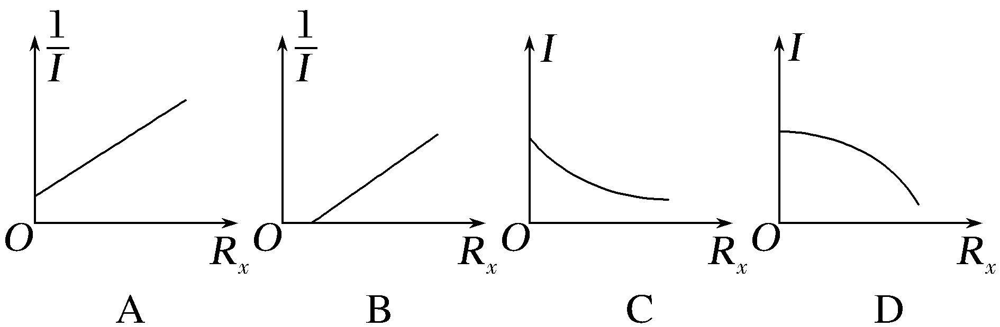 1/I 1/I I I
O R_x O R_x O R_x O R_x
A B C D